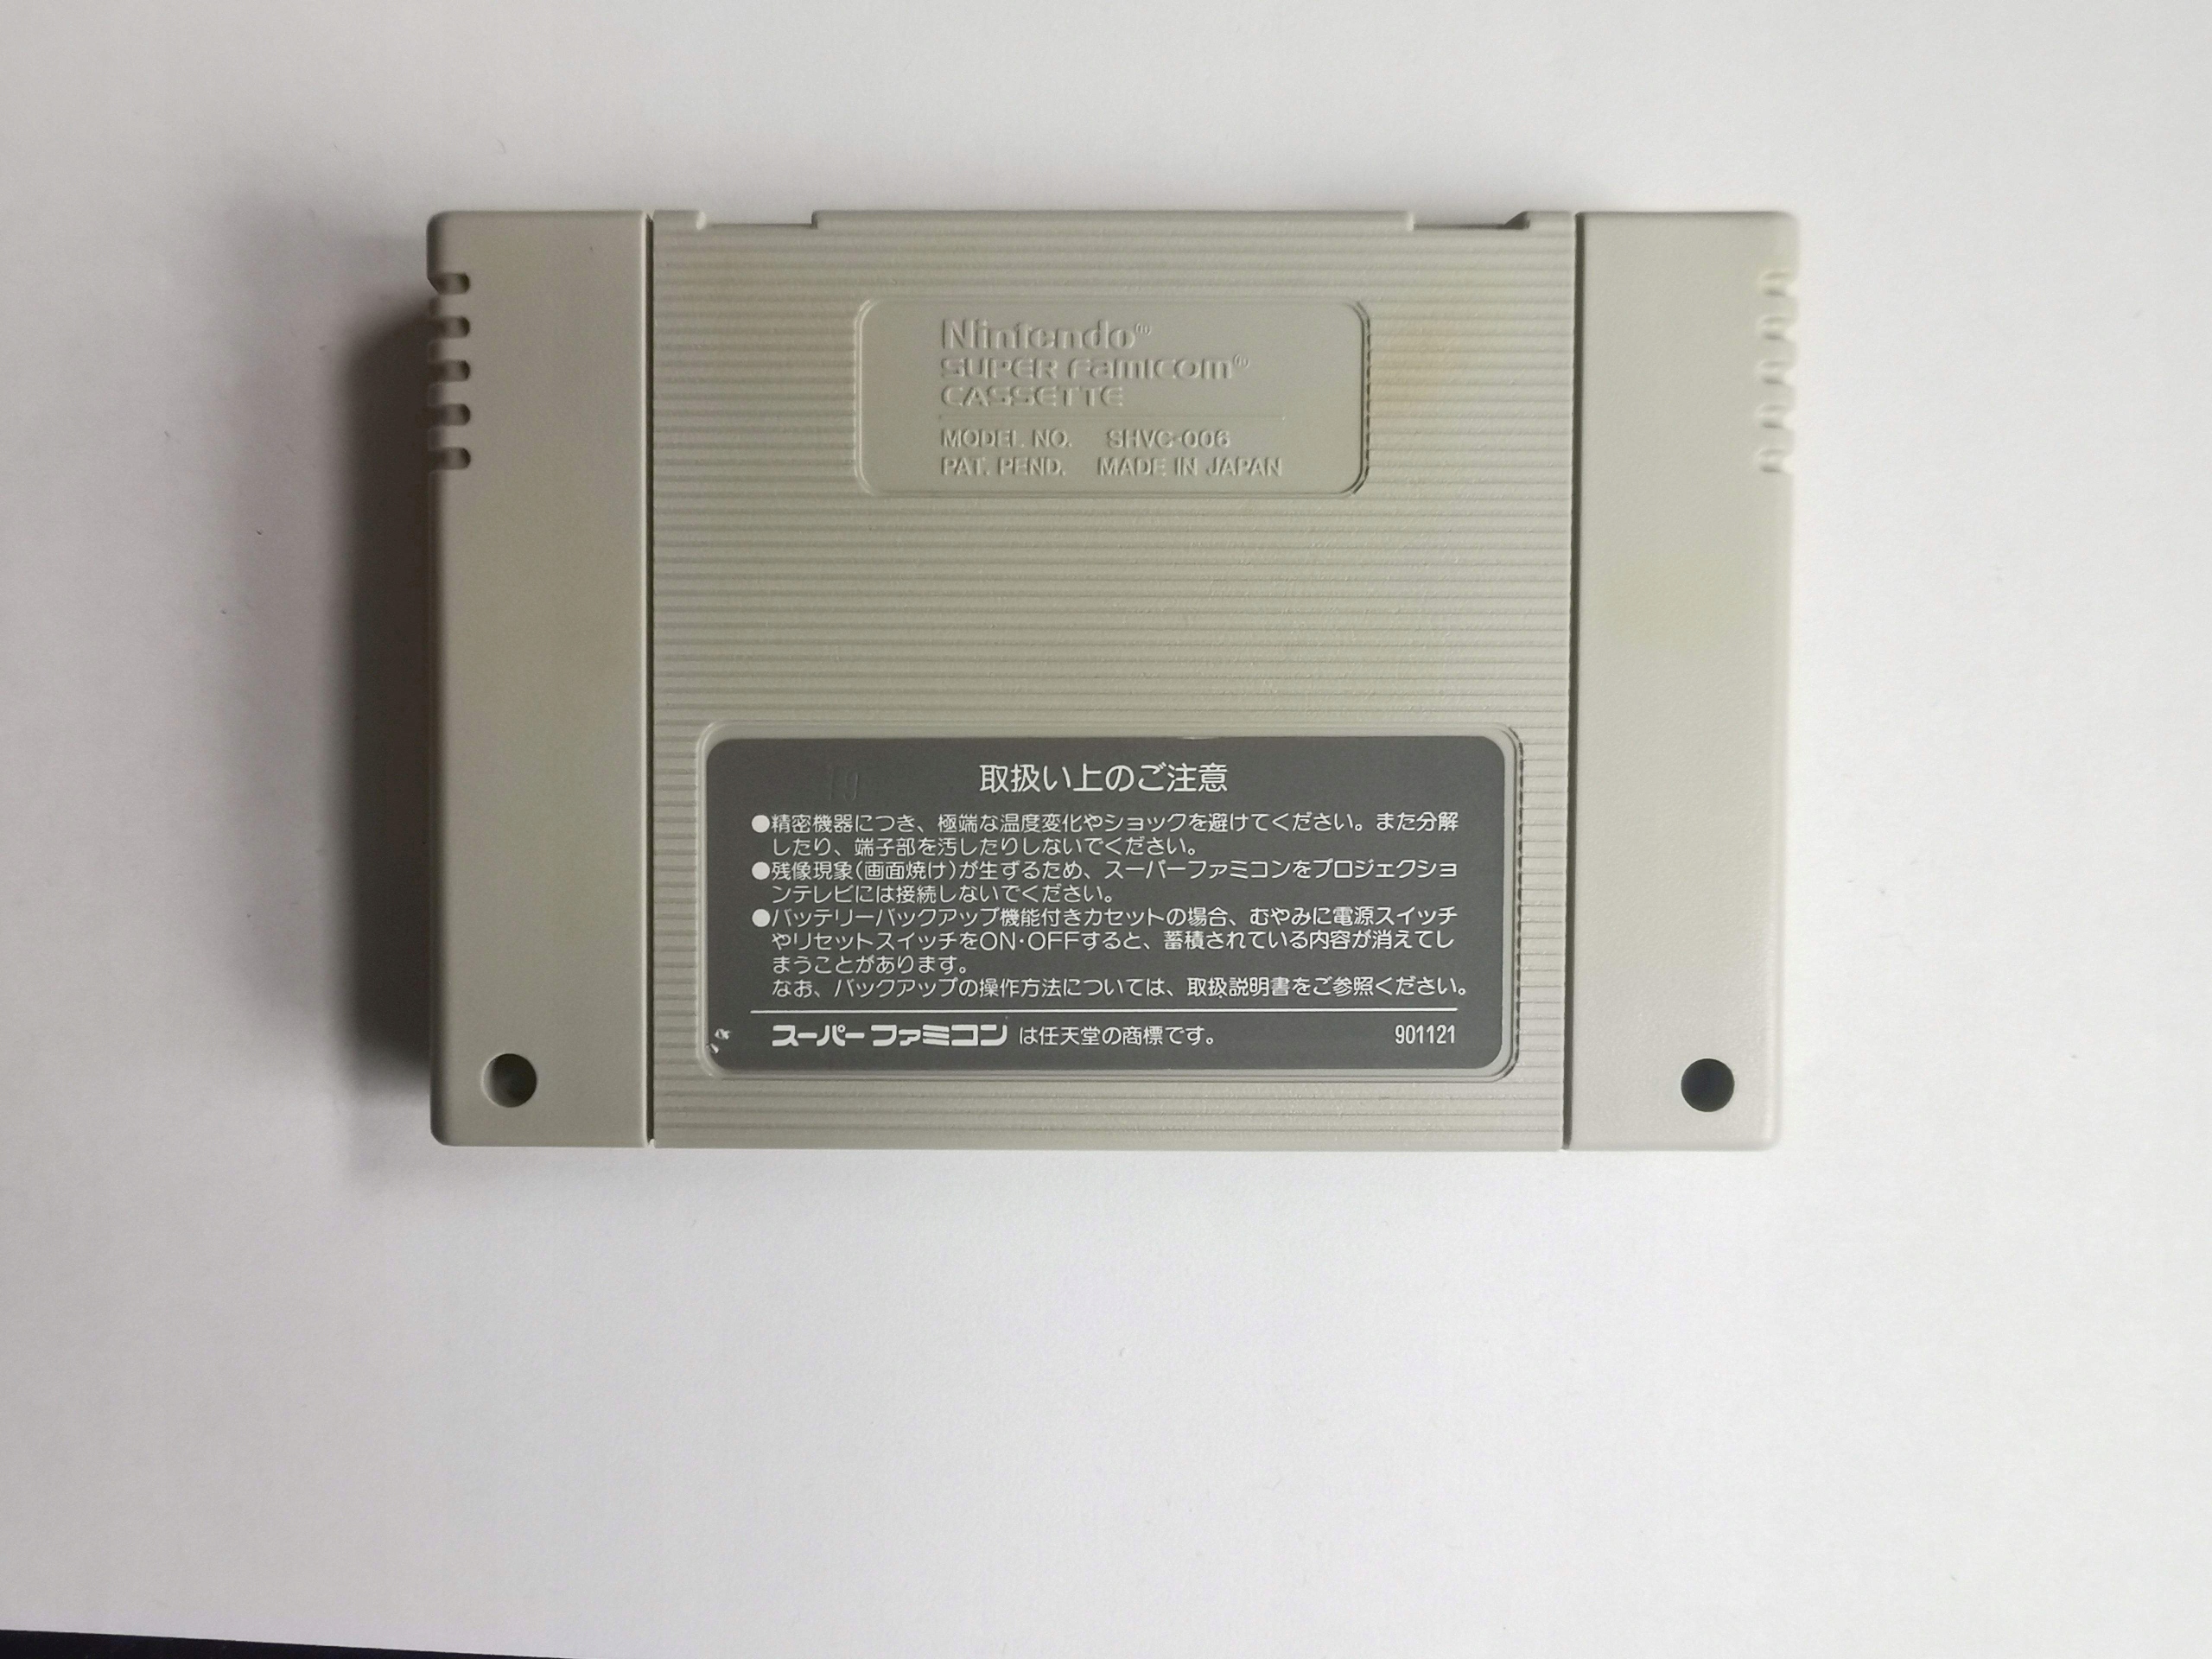 Nintendo®
SUPER Famicom®
CASSETTE
MODEL NO. SHVC-006
PAT. PEND. MADE IN JAPAN
19
取扱い上のご注意
●精密機器につき、極端な温度変化やショックを避けてください。また分解
したり、端子部を汚したりしないでください。
●残像現象(画面焼け)が生ずるため、スーパーファミコンをプロジェクショ
ンテレビには接続しないでください。
●バッテリーバックアップ機能付きカセットの場合、むやみに電源スイッチ
やリセットスイッチをON・OFFすると、蓄積されている内容が消えてし
まうことがあります。
なお、バックアップの操作方法については、取扱説明書をご参照ください。
スーパーファミコン は任天堂の商標です。 901121